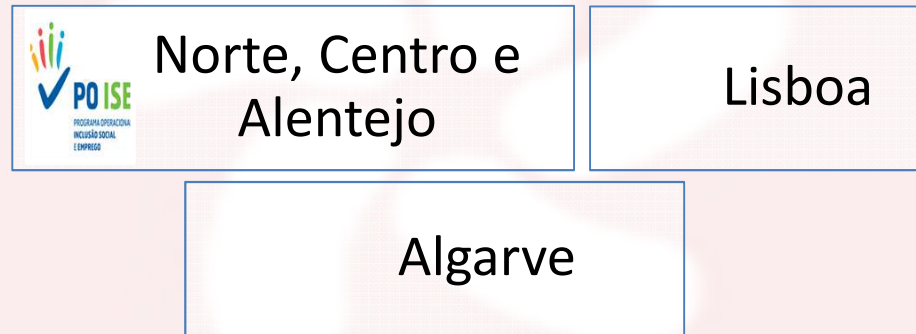 Norte, Centro e
Alentejo
PO ISE
PROGRAMA OPERACIONAL
INCLUSÃO SOCIAL
E EMPREGO
Lisboa
Algarve